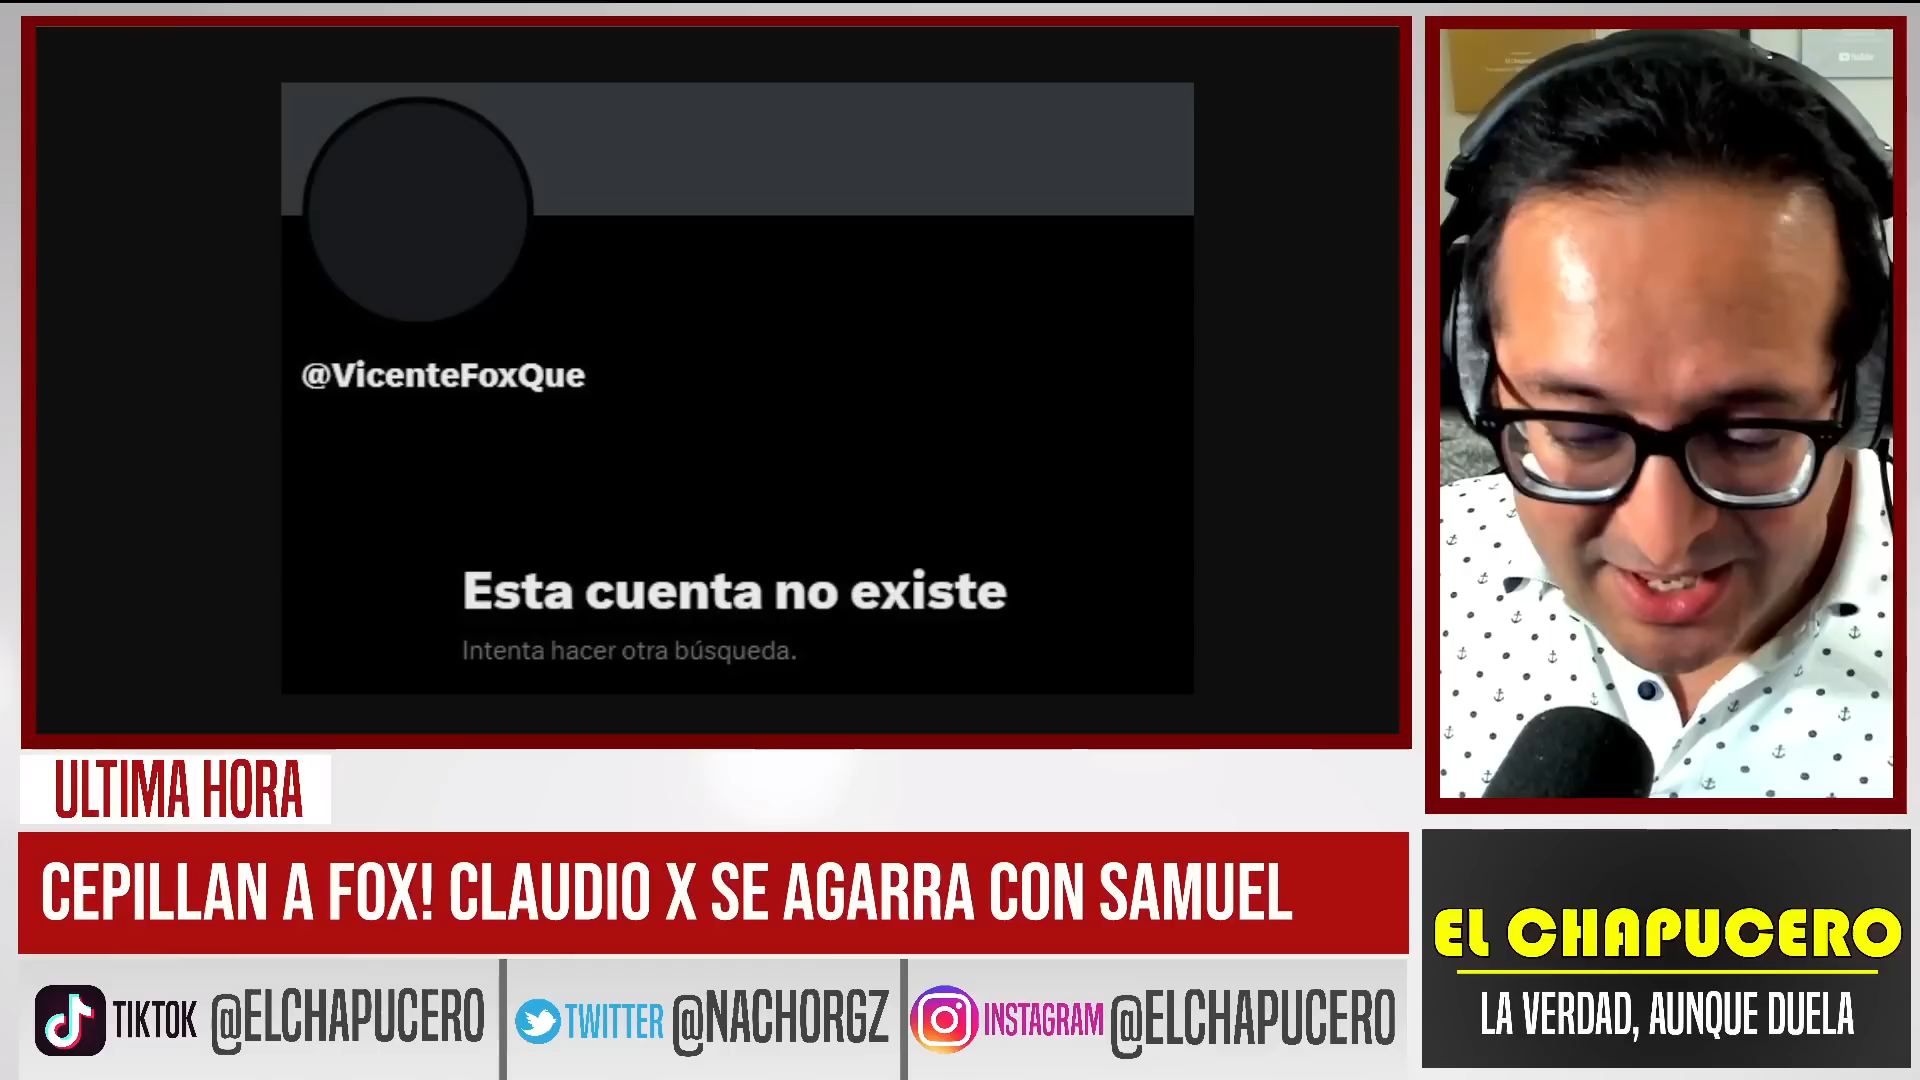 @VicenteFoxQue
Esta cuenta no existe
Intenta hacer otra búsqueda.
YouTube
ULTIMA HORA
CEPILLAN A FOX! CLAUDIO X SE AGARRA CON SAMUEL
EL CHAPUCERO
LA VERDAD, AUNQUE DUELA
TIKTOK @ELCHAPUCERO
TWITTER @NACHORGZ
INSTAGRAM @ELCHAPUCERO